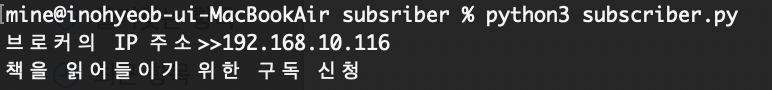 mine@inohyeob-ui-MacBookAir subsriber % python3 subscriber.py
브로커의 IP 주소>>192.168.10.116
책을 읽어들이기 위한 구독 신청